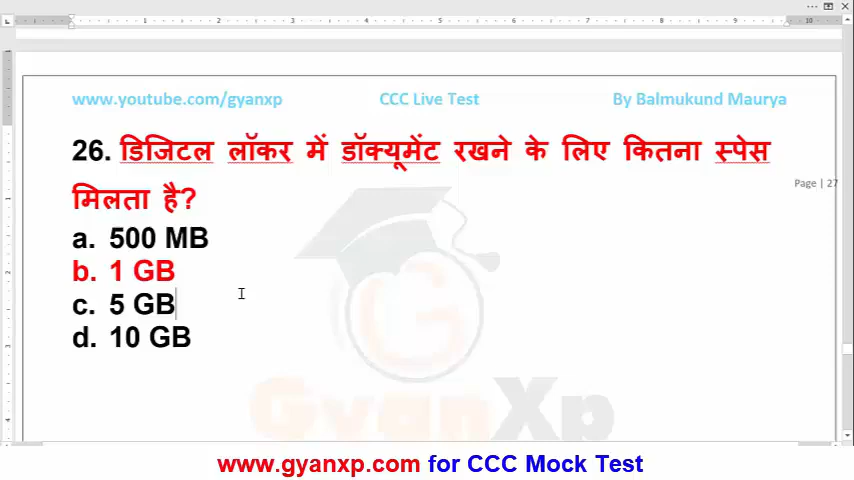 www.youtube.com/gyanxp CCC Live Test By Balmukund Maurya
26. डिजिटल लॉकर में डॉक्यूमेंट रखने के लिए कितना स्पेस
Page | 27
मिलता है?
a. 500 MB
b. 1 GB
c. 5 GB
d. 10 GB
GyanXp
www.gyanxp.com for CCC Mock Test